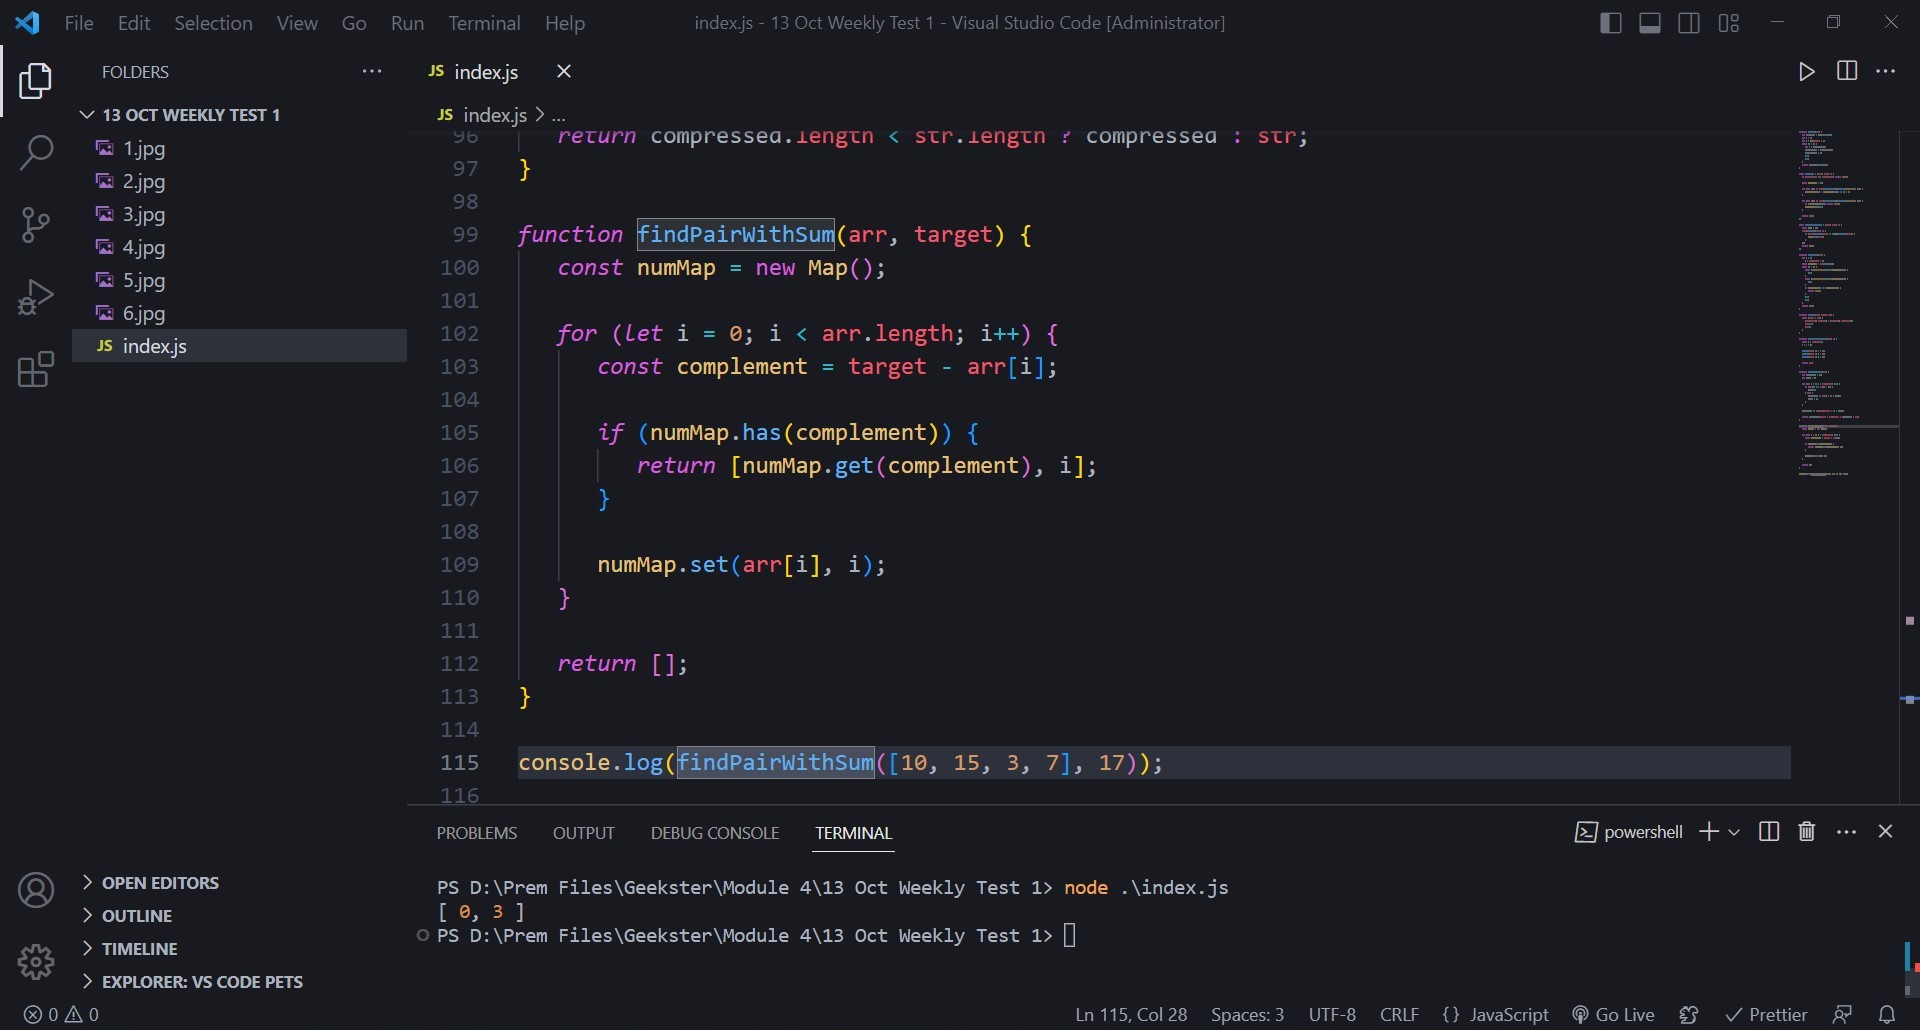 File Edit Selection View Go Run Terminal Help index.js - 13 Oct Weekly Test 1 - Visual Studio Code [Administrator]
FOLDERS ···
13 OCT WEEKLY TEST 1
1.jpg
2.jpg
3.jpg
4.jpg
5.jpg
6.jpg
JS index.js
JS index.js
JS index.js > ...
96 return compressed.length < str.length ? compressed : str;
97 }
98
99 function findPairWithSum(arr, target) {
100 const numMap = new Map();
101
102 for (let i = 0; i < arr.length; i++) {
103 const complement = target - arr[i];
104
105 if (numMap.has(complement)) {
106 return [numMap.get(complement), i];
107 }
108
109 numMap.set(arr[i], i);
110 }
111
112 return [];
113 }
114
115 console.log(findPairWithSum([10, 15, 3, 7], 17));
116
PROBLEMS OUTPUT DEBUG CONSOLE TERMINAL powershell
PS D:\Prem Files\Geekster\Module 4\13 Oct Weekly Test 1> node .\index.js
[ 0, 3 ]
PS D:\Prem Files\Geekster\Module 4\13 Oct Weekly Test 1>
OPEN EDITORS
OUTLINE
TIMELINE
EXPLORER: VS CODE PETS
0 0 Ln 115, Col 28 Spaces: 3 UTF-8 CRLF {} JavaScript Go Live Prettier